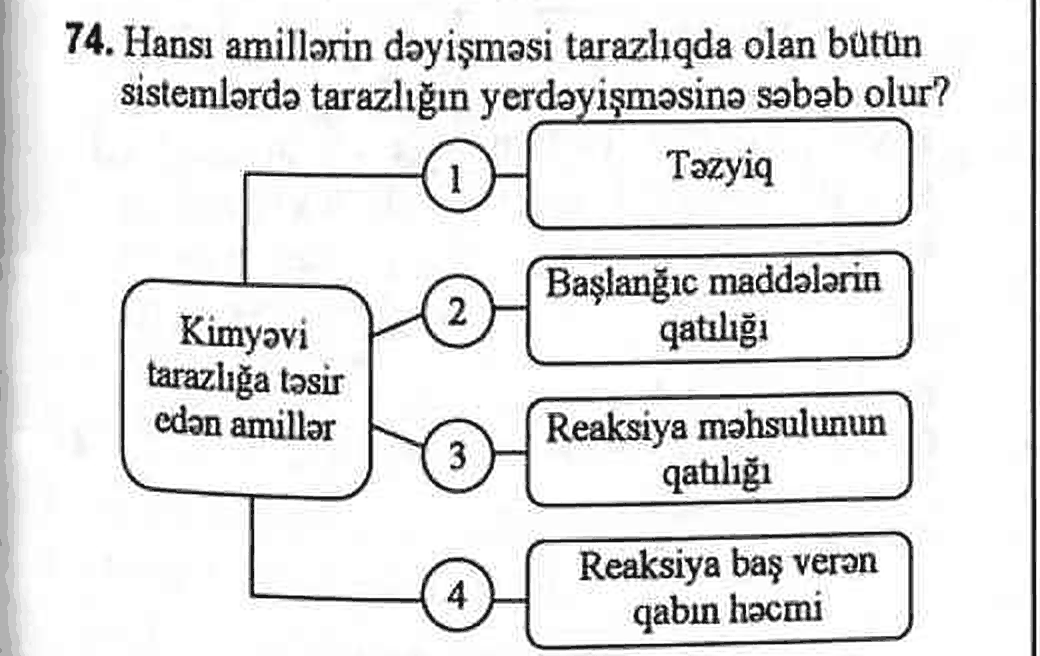 74. Hansı amillərin dəyişməsi tarazlıqda olan bütün
sistemlərdə tarazlığın yerdəyişməsinə səbəb olur?
1
Təzyiq
2
Başlanğıc maddələrin
qatılığı
Kimyəvi
tarazlığa təsir
edən amillər
3
Reaksiya məhsulunun
qatılığı
4
Reaksiya baş verən
qabın həcmi